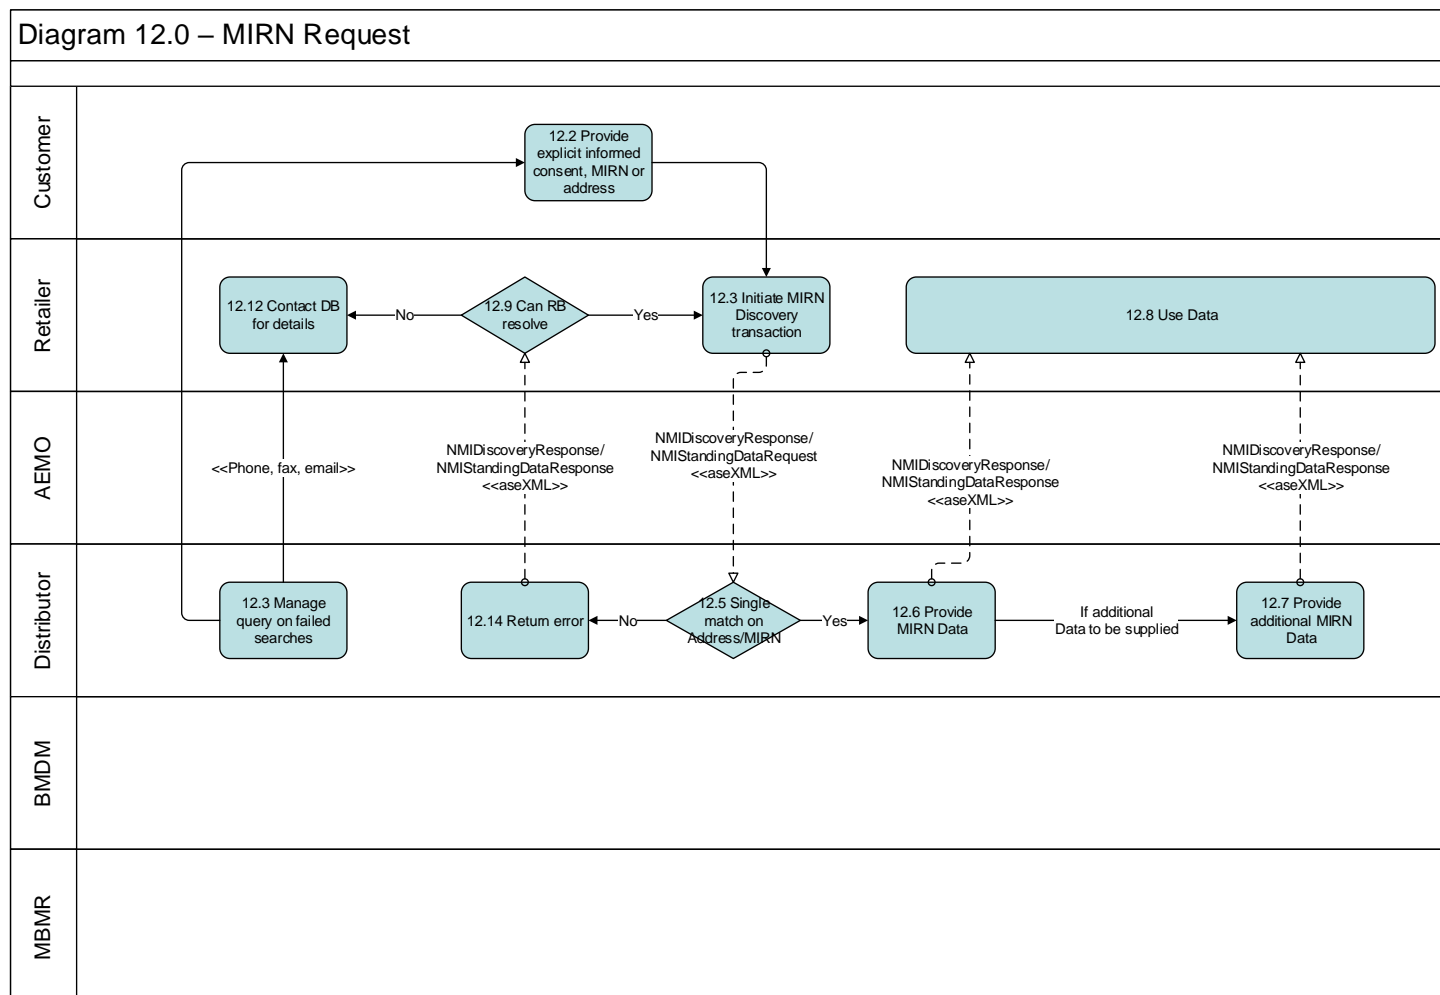 Diagram 12.0 – MIRN Request
Customer
12.2 Provide
explicit informed
consent, MIRN or
address
Retailer
12.12 Contact DB
for details
No
12.9 Can RB
resolve
Yes
12.3 Initiate MIRN
Discovery
transaction
12.8 Use Data
AEMO
<<Phone, fax, email>>
NMIDiscoveryResponse/
NMIStandingDataResponse
<<aseXML>>
NMIDiscoveryResponse/
NMIStandingDataRequest
<<aseXML>>
NMIDiscoveryResponse/
NMIStandingDataResponse
<<aseXML>>
NMIDiscoveryResponse/
NMIStandingDataResponse
<<aseXML>>
Distributor
12.3 Manage
query on failed
searches
12.14 Return error
No
12.5 Single
match on
Address/MIRN
Yes
12.6 Provide
MIRN Data
If additional
Data to be supplied
12.7 Provide
additional MIRN
Data
BMDM
MBMR